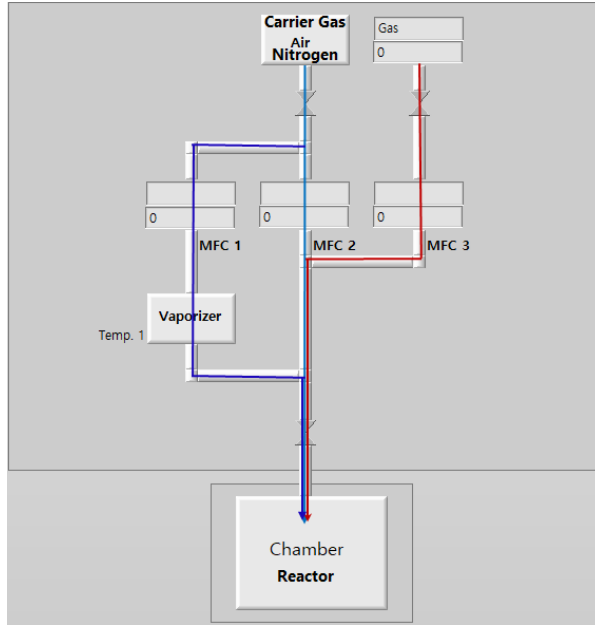 Carrier Gas
Air
Nitrogen
Gas
0
0
0
0
MFC 1
MFC 2
MFC 3
Vaporizer
Temp. 1
Chamber
Reactor